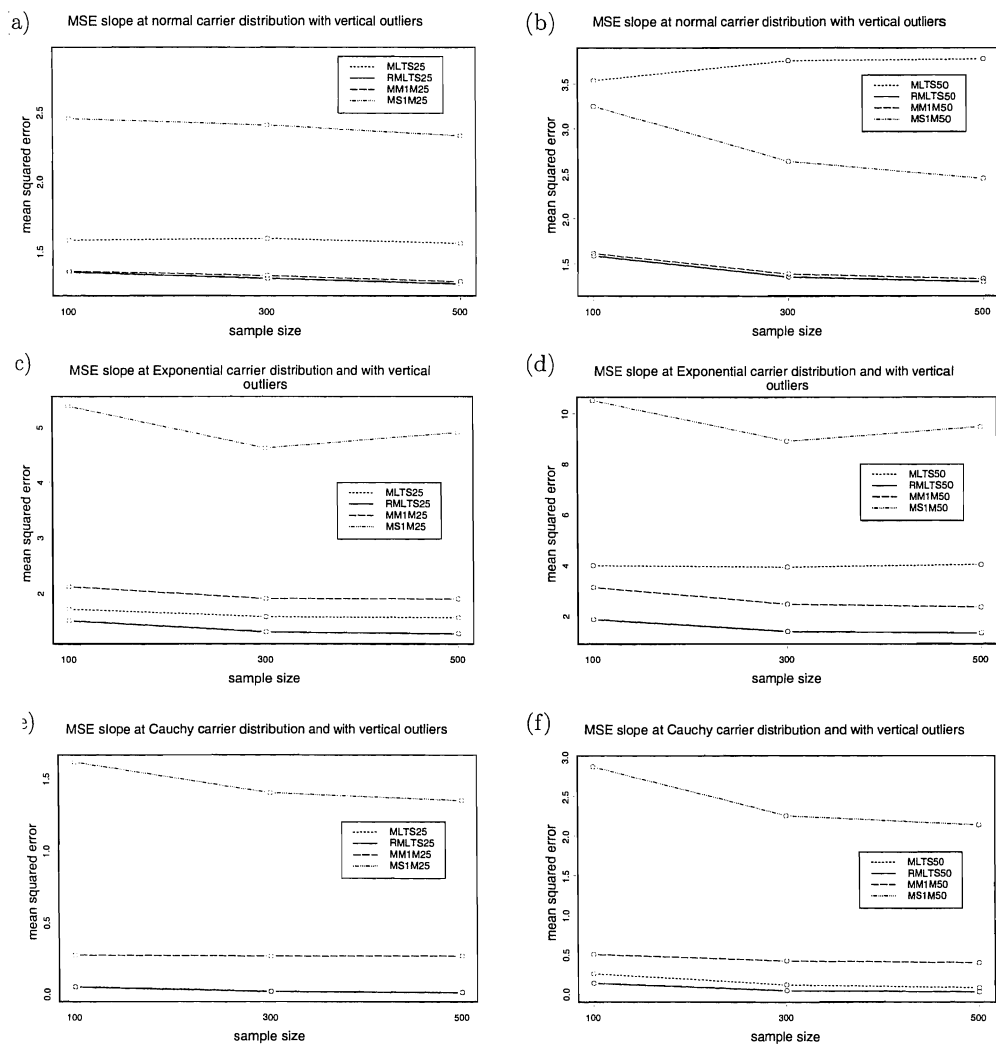 a)
MSE slope at normal carrier distribution with vertical outliers
mean squared error
2.5
2.0
1.5
MLTS25
RMLTS25
MM1M25
MS1M25
100
300
500
sample size
(b)
MSE slope at normal carrier distribution with vertical outliers
mean squared error
3.5
3.0
2.5
2.0
1.5
MLTS50
RMLTS50
MM1M50
MS1M50
100
300
500
sample size
c)
MSE slope at Exponential carrier distribution and with vertical
outliers
mean squared error
5
4
3
2
MLTS25
RMLTS25
MM1M25
MS1M25
100
300
500
sample size
(d)
MSE slope at Exponential carrier distribution and with vertical
outliers
mean squared error
10
8
6
4
2
MLTS50
RMLTS50
MM1M50
MS1M50
100
300
500
sample size
e)
MSE slope at Cauchy carrier distribution and with vertical outliers
mean squared error
1.5
1.0
0.5
0.0
MLTS25
RMLTS25
MM1M25
MS1M25
100
300
500
sample size
(f)
MSE slope at Cauchy carrier distribution and with vertical outliers
mean squared error
3.0
2.5
2.0
1.5
1.0
0.5
0.0
MLTS50
RMLTS50
MM1M50
MS1M50
100
300
500
sample size